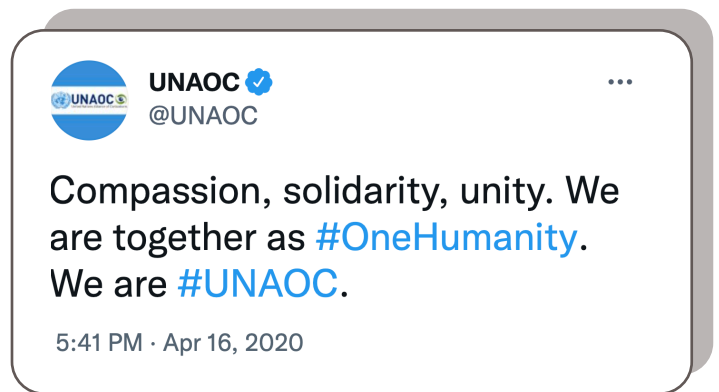 UNAOC
UNAOC
@UNAOC
Compassion, solidarity, unity. We
are together as #OneHumanity.
We are #UNAOC.
5:41 PM · Apr 16, 2020